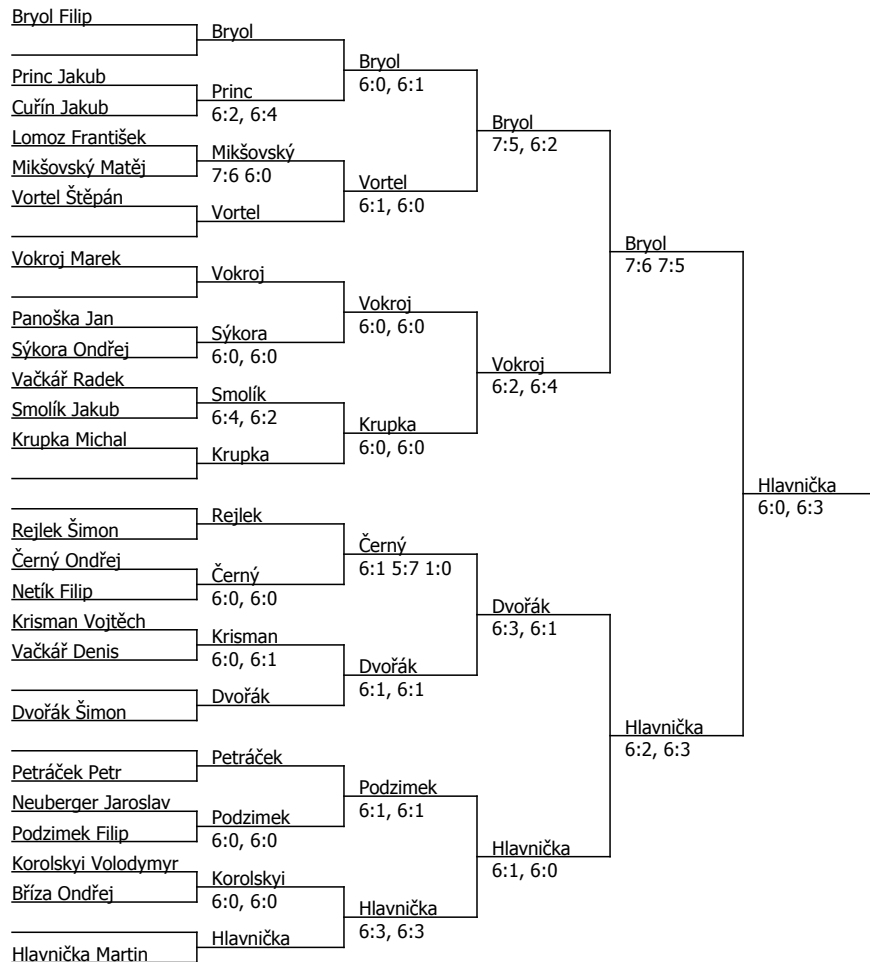 Bryol Filip
Bryol
Bryol
6:0, 6:1
Princ Jakub
Princ
6:2, 6:4
Cuřín Jakub
Bryol
7:5, 6:2
Lomoz František
Mikšovský
7:6 6:0
Mikšovský Matěj
Vortel
6:1, 6:0
Vortel Štěpán
Vortel
Bryol
7:6 7:5
Vokroj Marek
Vokroj
Vokroj
6:0, 6:0
Panoška Jan
Sýkora
6:0, 6:0
Sýkora Ondřej
Vokroj
6:2, 6:4
Vačkář Radek
Smolík
6:4, 6:2
Smolík Jakub
Krupka
6:0, 6:0
Krupka Michal
Krupka
Hlavnička
6:0, 6:3
Rejlek
Rejlek Šimon
Černý
6:1 5:7 1:0
Černý Ondřej
Černý
6:0, 6:0
Netík Filip
Dvořák
6:3, 6:1
Krisman Vojtěch
Krisman
6:0, 6:1
Vačkář Denis
Dvořák
6:1, 6:1
Dvořák
Dvořák Šimon
Hlavnička
6:2, 6:3
Petráček
Petráček Petr
Podzimek
6:1, 6:1
Neuberger Jaroslav
Podzimek
6:0, 6:0
Podzimek Filip
Hlavnička
6:1, 6:0
Korolskyi Volodymyr
Korolskyi
6:0, 6:0
Bříza Ondřej
Hlavnička
6:3, 6:3
Hlavnička
Hlavnička Martin